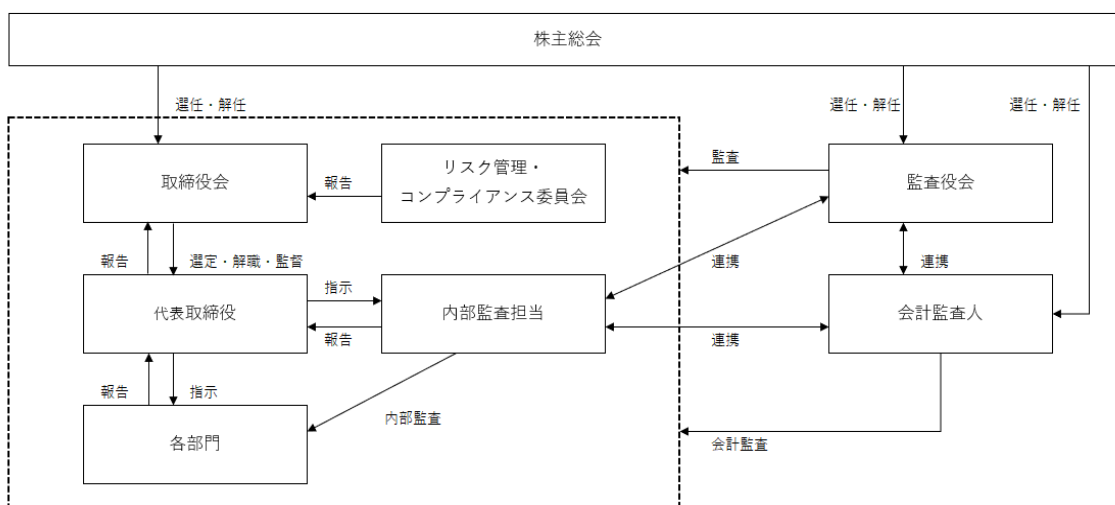 株主総会
選任・解任
選任・解任
選任・解任
取締役会
報告
リスク管理・
コンプライアンス委員会
監査
監査役会
報告
選定・解職・監督
連携
連携
代表取締役
指示
報告
内部監査担当
連携
会計監査人
報告
指示
内部監査
各部門
会計監査